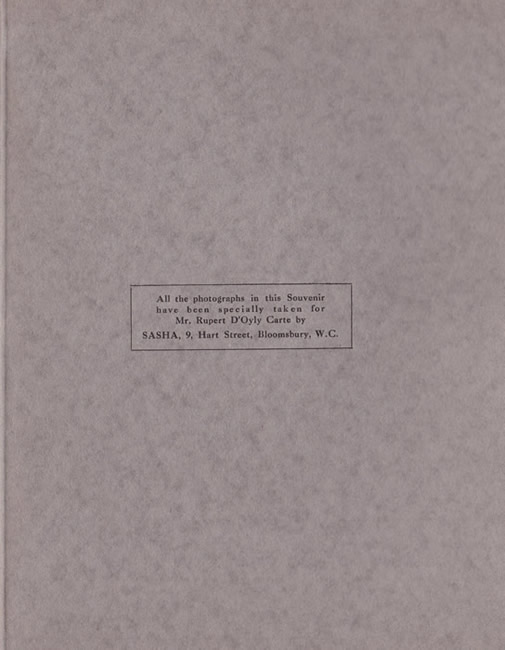 All the photographs in this Souvenir
have been specially taken for
Mr. Rupert D'Oyly Carte by
SASHA, 9, Hart Street, Bloomsbury, W.C.